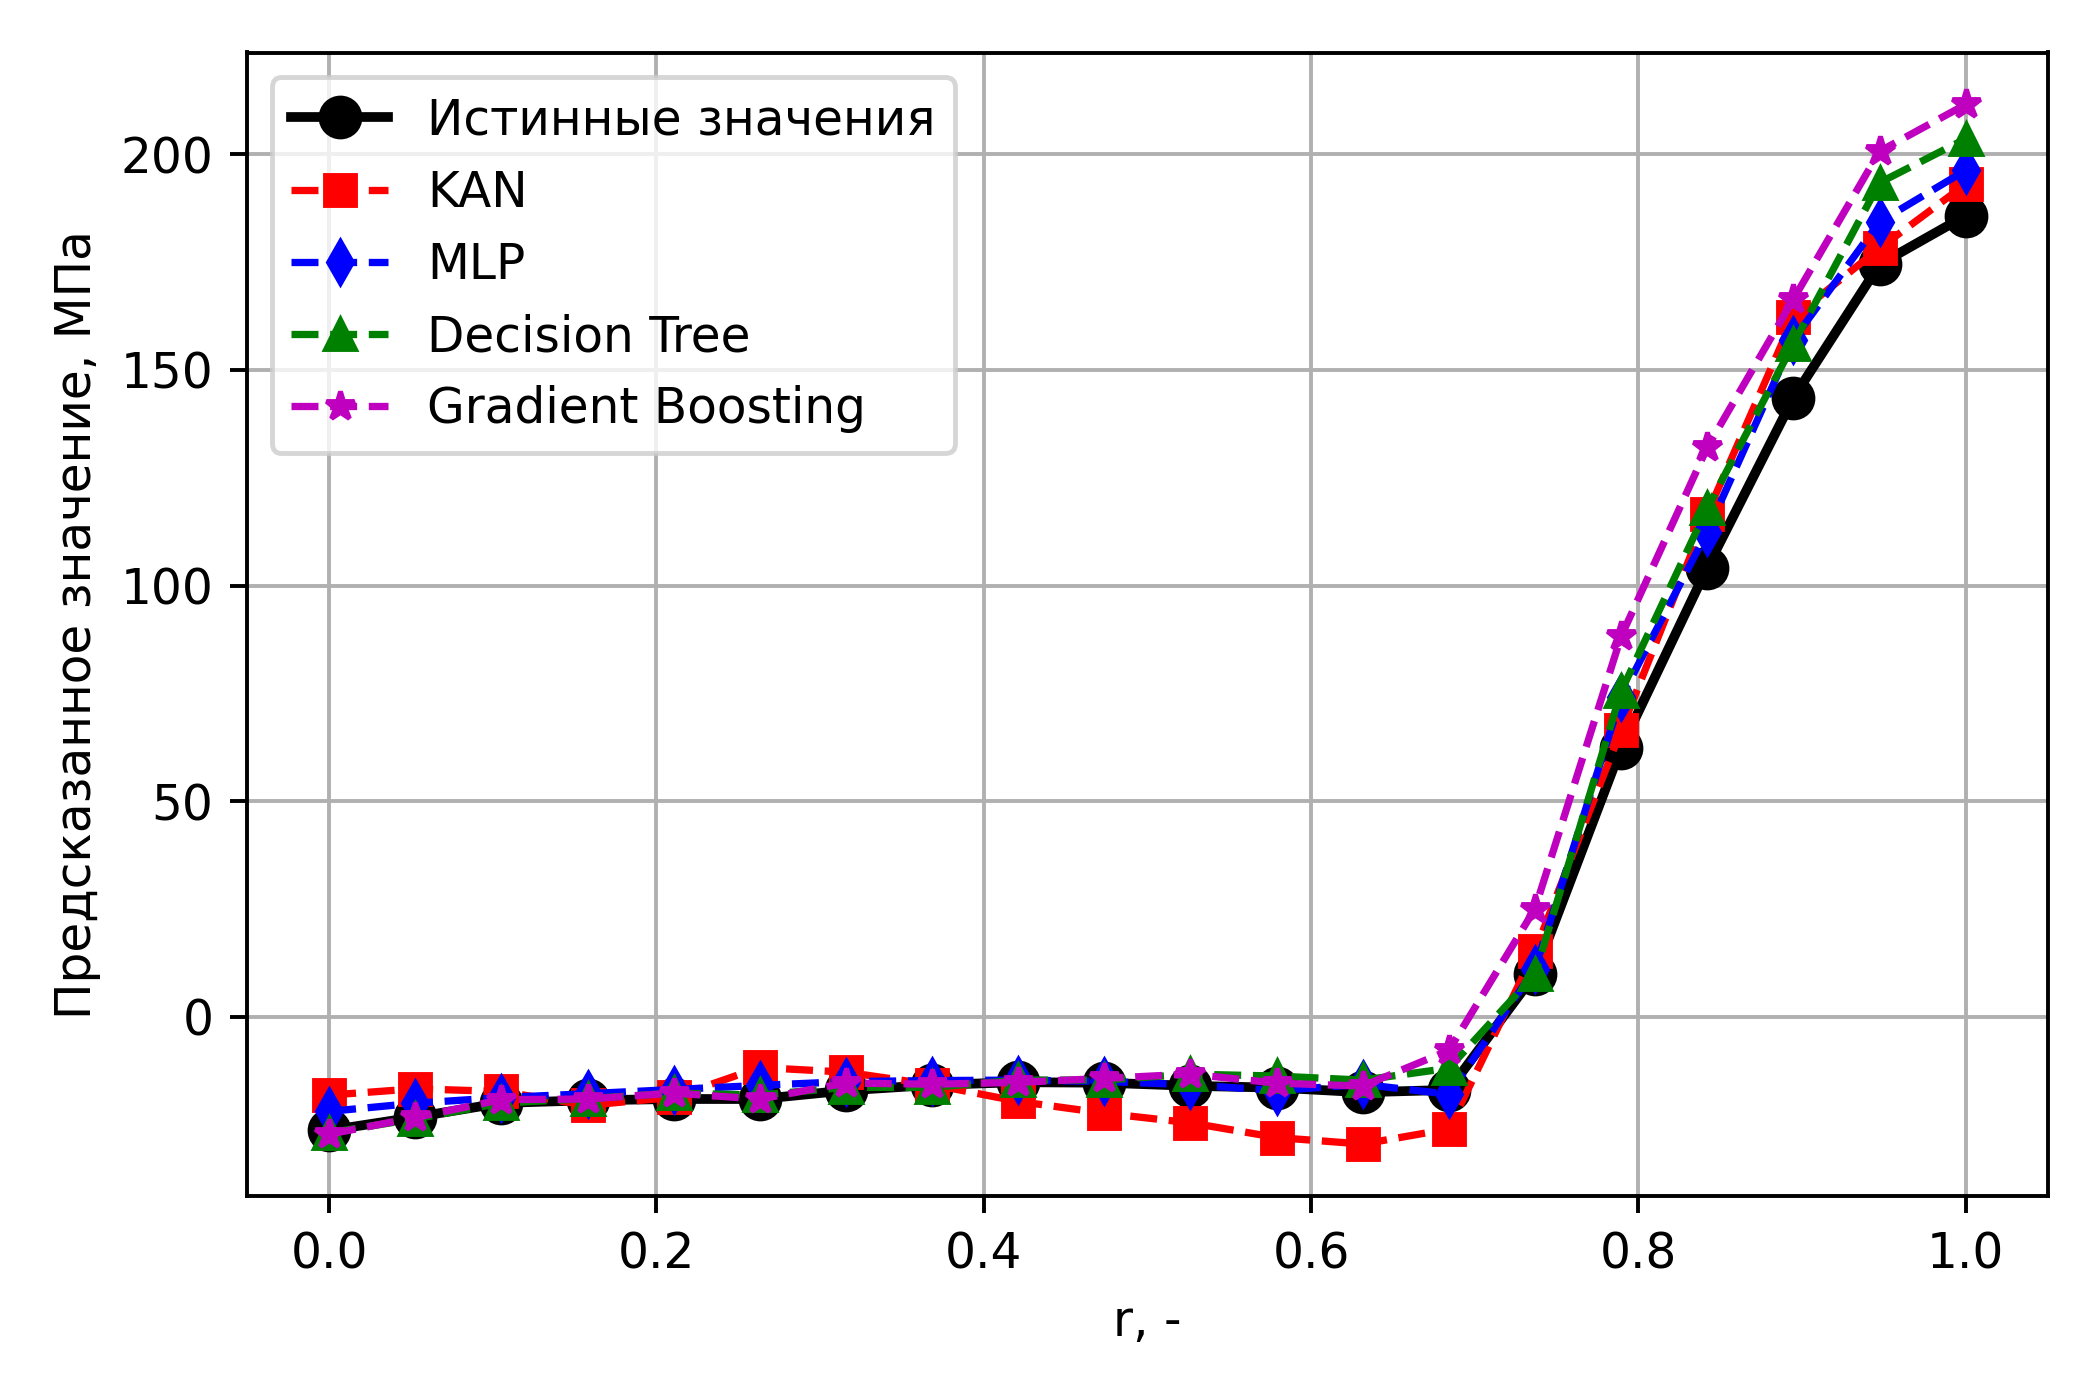 Истинные значения
KAN
MLP
Decision Tree
Gradient Boosting
Предсказанное значение, МПа
200
150
100
50
0
0.0 0.2 0.4 0.6 0.8 1.0
r, -